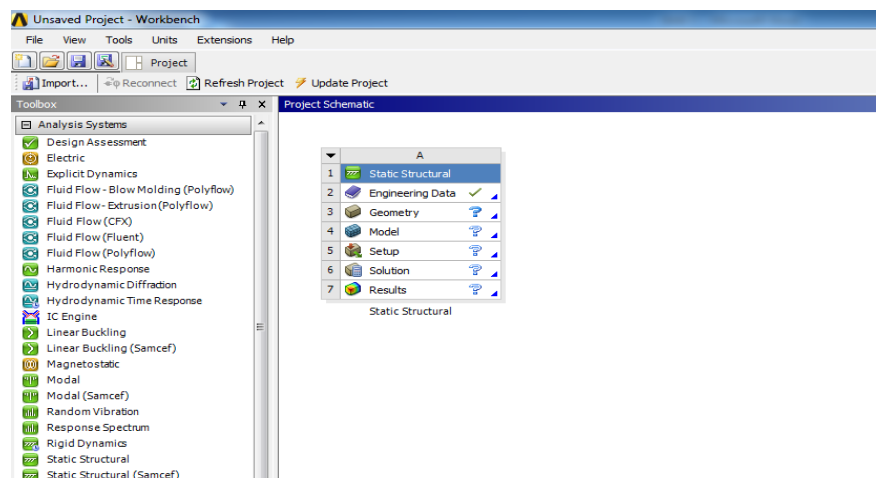 Unsaved Project - Workbench
File View Tools Units Extensions Help
Project
Import... Reconnect Refresh Project Update Project
Toolbox
Project Schematic
Analysis Systems
Design Assessment
Electric
Explicit Dynamics
Fluid Flow - Blow Molding (Polyflow)
Fluid Flow - Extrusion (Polyflow)
Fluid Flow (CFX)
Fluid Flow (Fluent)
Fluid Flow (Polyflow)
Harmonic Response
Hydrodynamic Diffraction
Hydrodynamic Time Response
IC Engine
Linear Buckling
Linear Buckling (Samcef)
Magnetostatic
Modal
Modal (Samcef)
Random Vibration
Response Spectrum
Rigid Dynamics
Static Structural
Static Structural (Samcef)
A
1 Static Structural
2 Engineering Data
3 Geometry
4 Model
5 Setup
6 Solution
7 Results
Static Structural